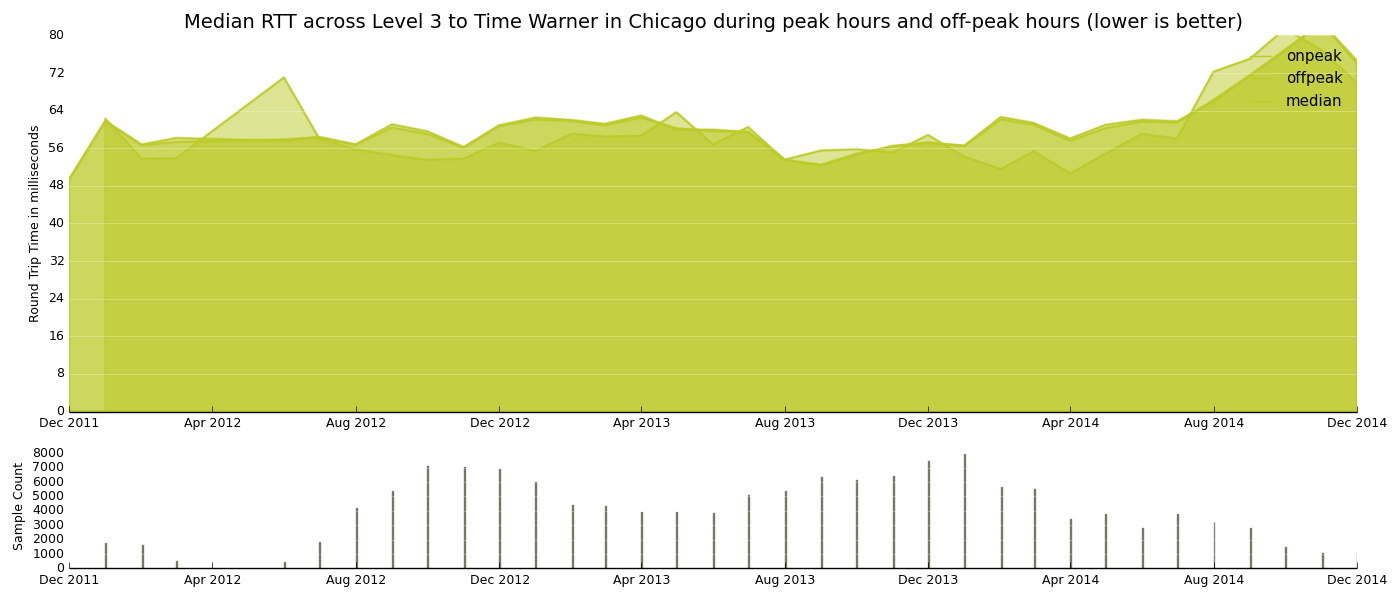 Median RTT across Level 3 to Time Warner in Chicago during peak hours and off-peak hours (lower is better)
Round Trip Time in milliseconds
80
72
64
56
48
40
32
24
16
8
0
onpeak
offpeak
median
Dec 2011 Apr 2012 Aug 2012 Dec 2012 Apr 2013 Aug 2013 Dec 2013 Apr 2014 Aug 2014 Dec 2014
Sample Count
8000
7000
6000
5000
4000
3000
2000
1000
0
Dec 2011 Apr 2012 Aug 2012 Dec 2012 Apr 2013 Aug 2013 Dec 2013 Apr 2014 Aug 2014 Dec 2014